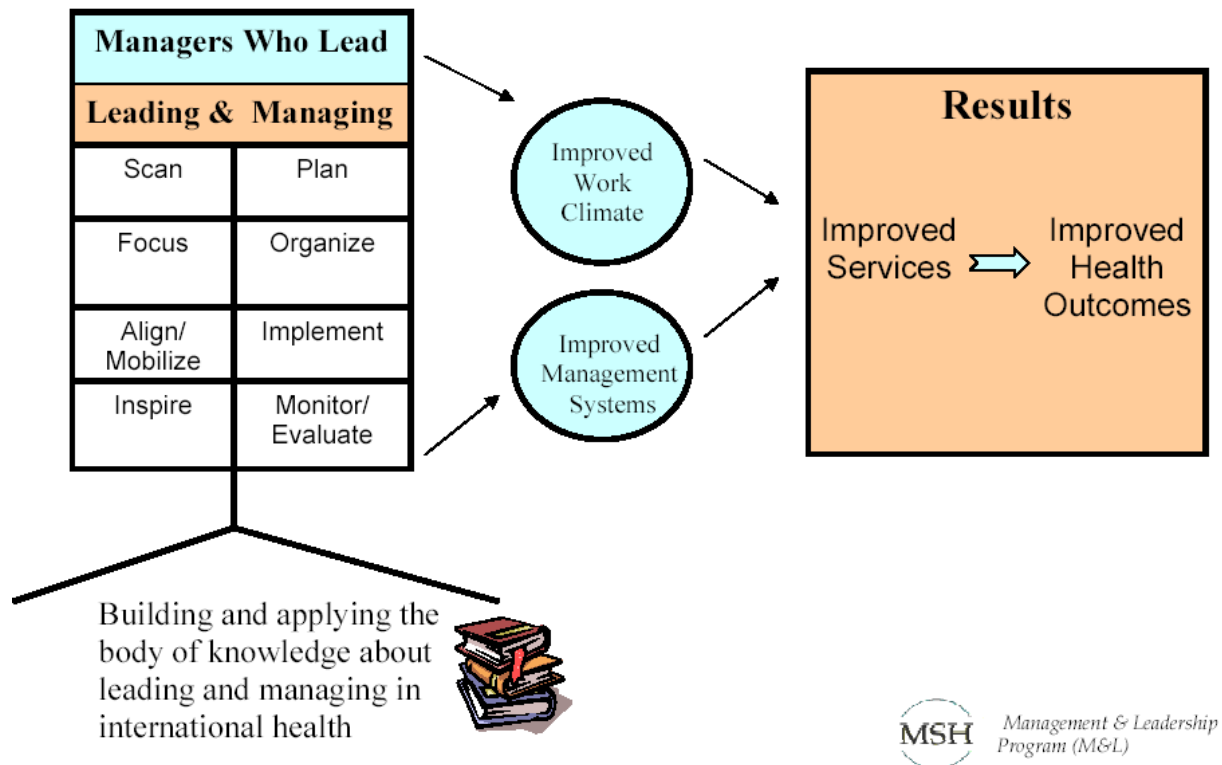 Managers Who Lead
Leading & Managing
Scan
Plan
Focus
Organize
Align/
Mobilize
Implement
Inspire
Monitor/
Evaluate
Improved
Work
Climate
Improved
Management
Systems
Results
Improved
Services
Improved
Health
Outcomes
Building and applying the
body of knowledge about
leading and managing in
international health
MSH
Management & Leadership
Program (M&L)